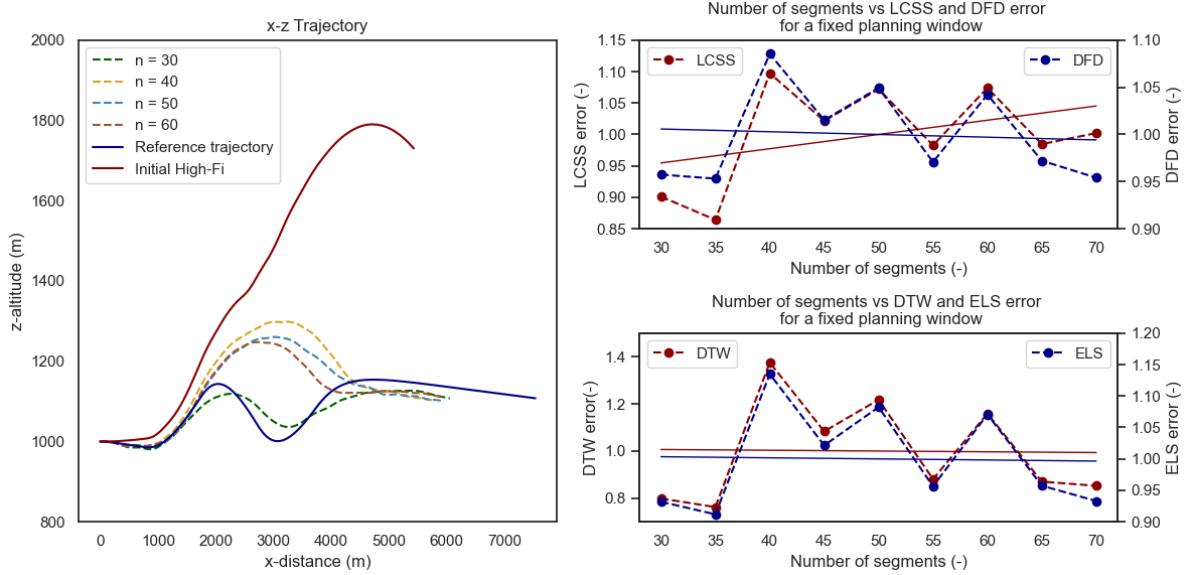 x-z Trajectory
2000
1800
1600
1400
1200
1000
800
z-altitude (m)
n = 30
n = 40
n = 50
n = 60
Reference trajectory
Initial High-Fi
0 1000 2000 3000 4000 5000 6000 7000
x-distance (m)
Number of segments vs LCSS and DFD error
for a fixed planning window
1.15
1.10
1.05
1.00
0.95
0.90
0.85
LCSS error (-)
LCSS
DFD
1.10
1.05
1.00
0.95
0.90
DFD error (-)
30 35 40 45 50 55 60 65 70
Number of segments (-)
Number of segments vs DTW and ELS error
for a fixed planning window
1.4
1.2
1.0
0.8
DTW error(-)
DTW
ELS
1.20
1.15
1.10
1.05
1.00
0.95
0.90
ELS error (-)
30 35 40 45 50 55 60 65 70
Number of segments (-)